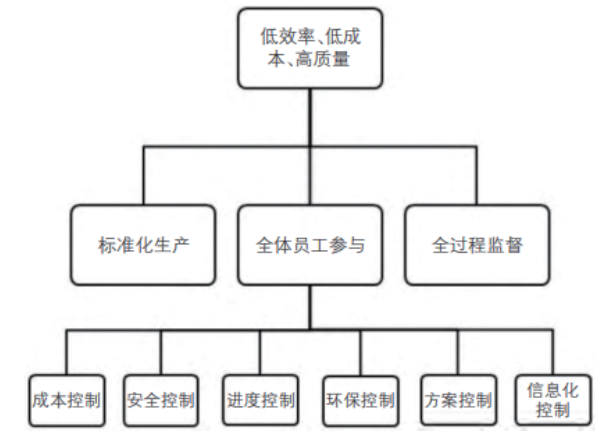 低效率、低成
本、高质量
标准化生产
全体员工参与
全过程监督
成本控制
安全控制
进度控制
环保控制
方案控制
信息化
控制